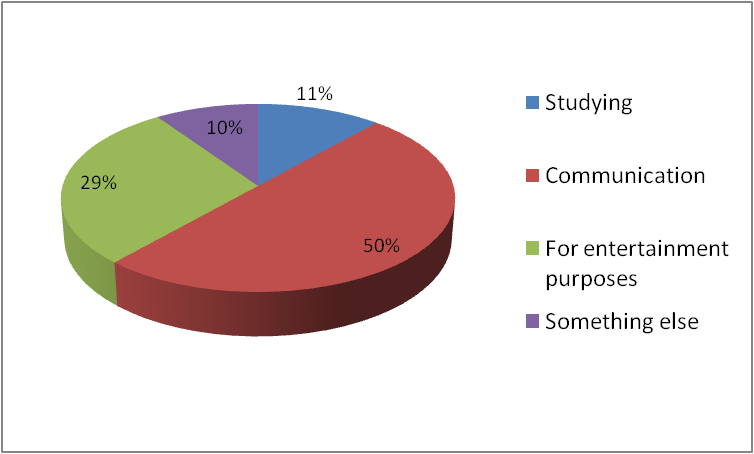 11%
10%
29%
50%
Studying
Communication
For entertainment
purposes
Something else